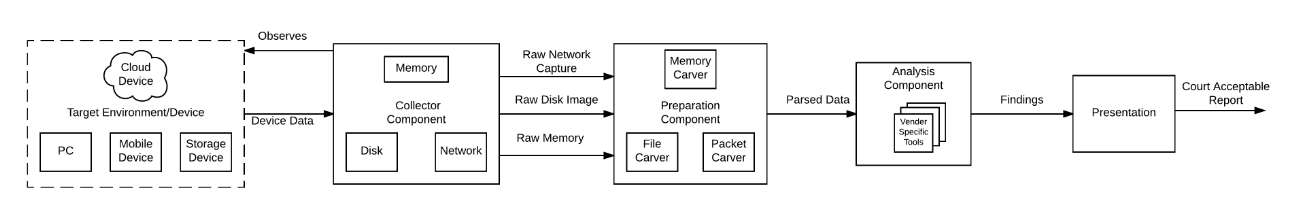 Observes
Cloud
Device
Target Environment/Device
PC
Mobile
Device
Storage
Device
Device Data
Memory
Collector
Component
Disk
Network
Raw Network
Capture
Raw Disk Image
Raw Memory
Memory
Carver
Preparation
Component
File
Carver
Packet
Carver
Parsed Data
Analysis
Component
Vender
Specific
Tools
Findings
Presentation
Court Acceptable
Report